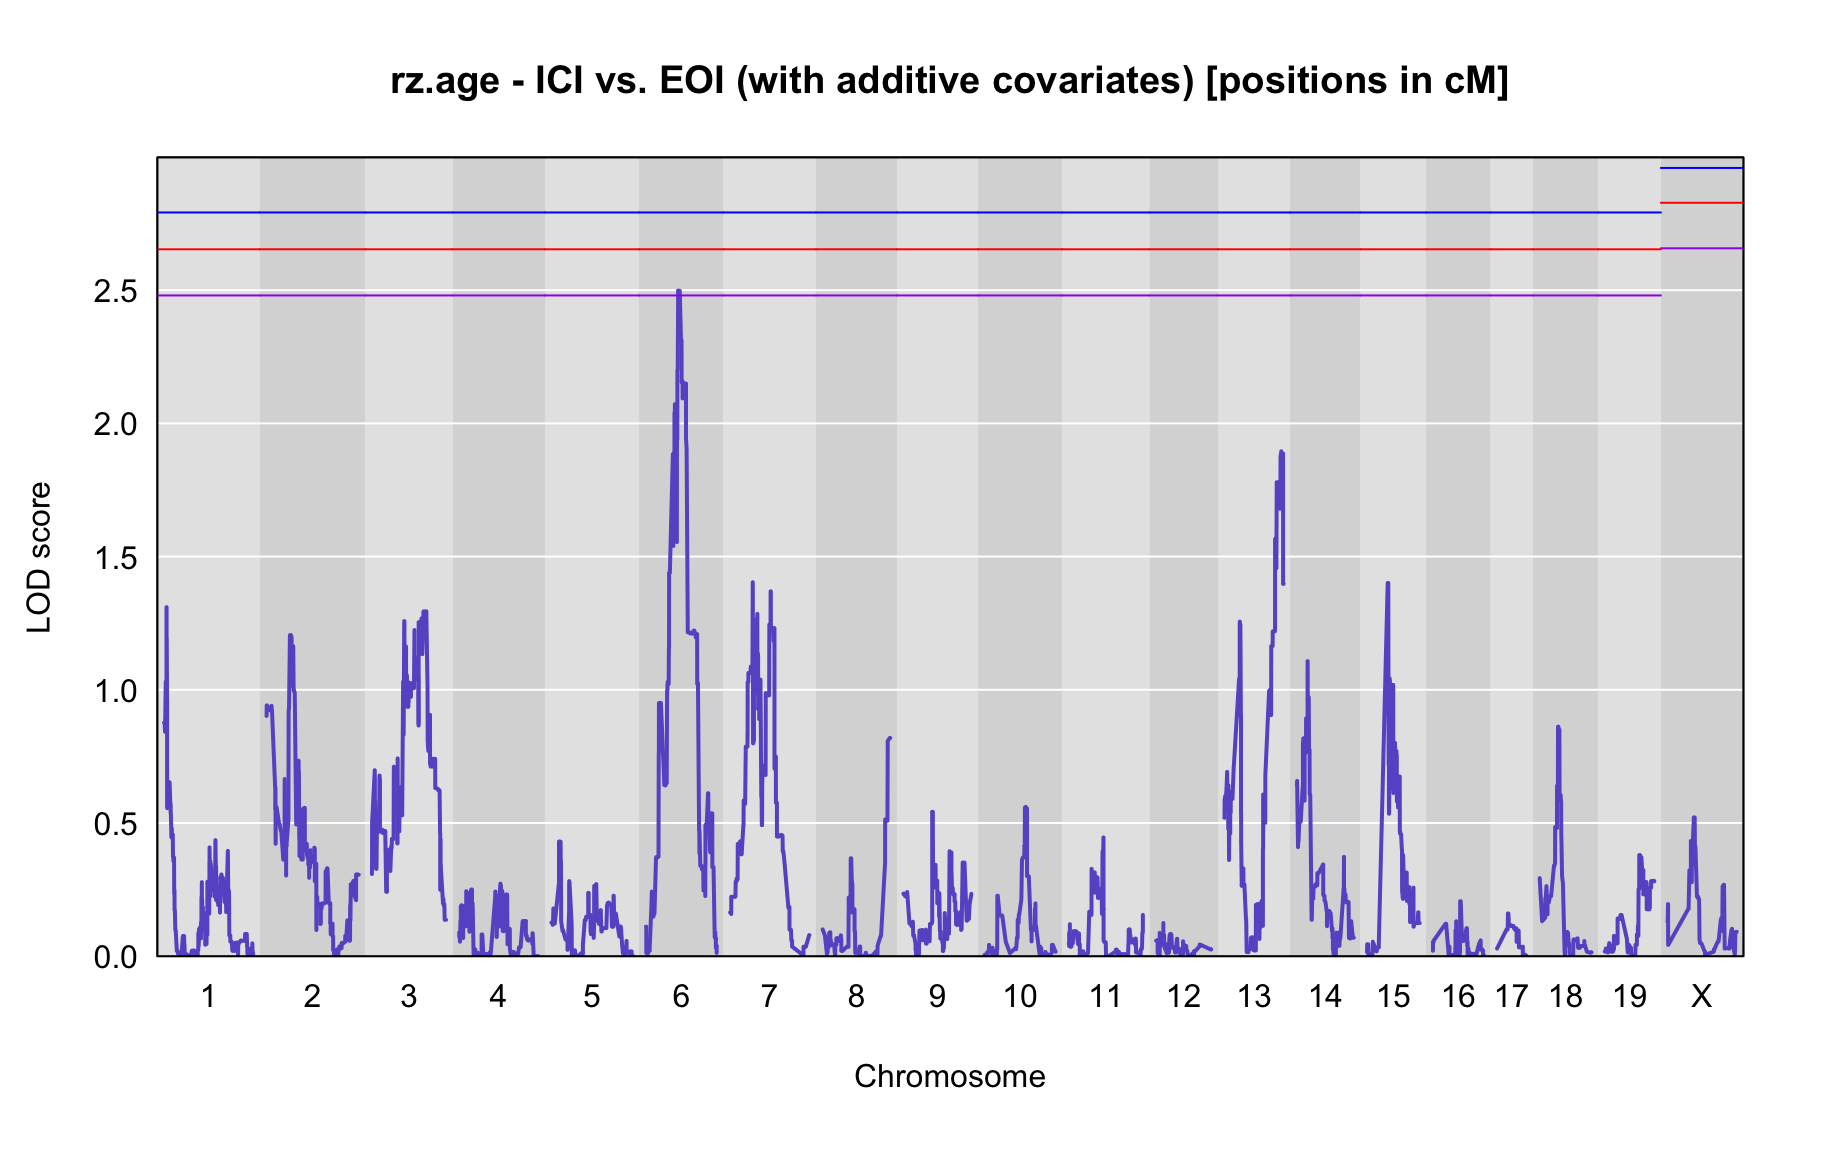 rz.age - ICI vs. EOI (with additive covariates) [positions in cM]
2.5
2.0
1.5
1.0
0.5
0.0
LOD score
1 2 3 4 5 6 7 8 9 10 11 12 13 14 15 16 17 18 19 X
Chromosome